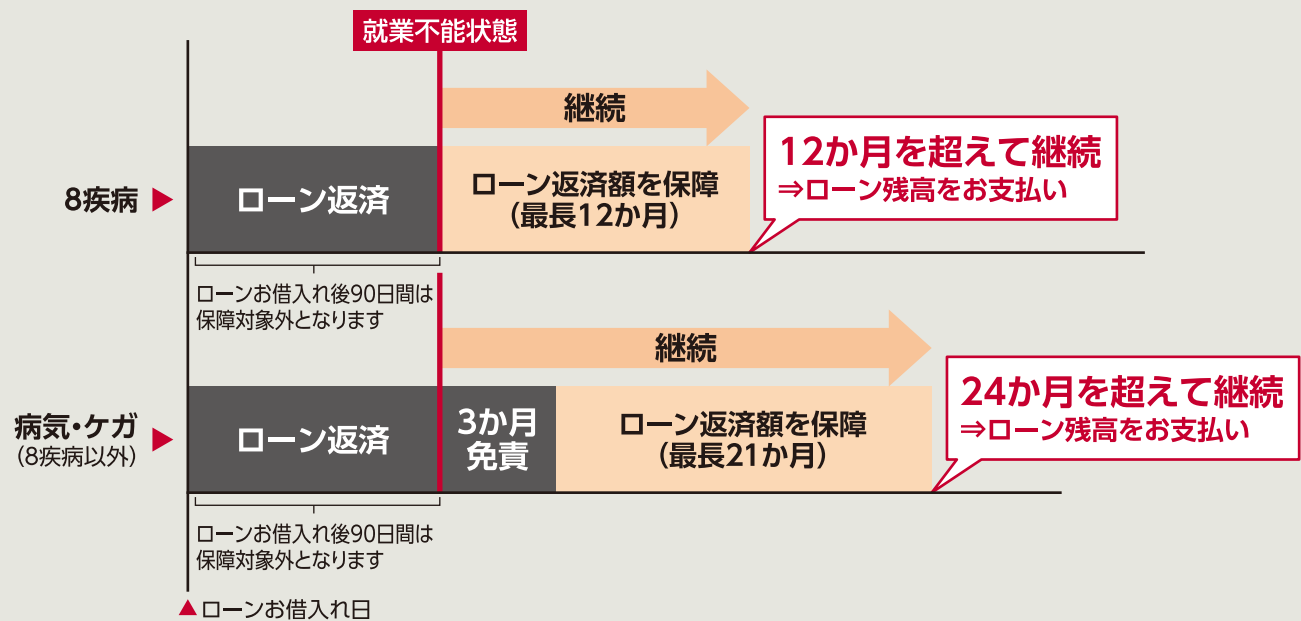 就業不能状態
継続
8疾病
ローン返済
ローン返済額を保障
(最長12か月)
12か月を超えて継続
⇒ローン残高をお支払い
ローンお借入れ後90日間は
保障対象外となります
継続
病気・ケガ
(8疾病以外)
ローン返済
3か月
免責
ローン返済額を保障
(最長21か月)
24か月を超えて継続
⇒ローン残高をお支払い
ローンお借入れ後90日間は
保障対象外となります
▲ローンお借入れ日